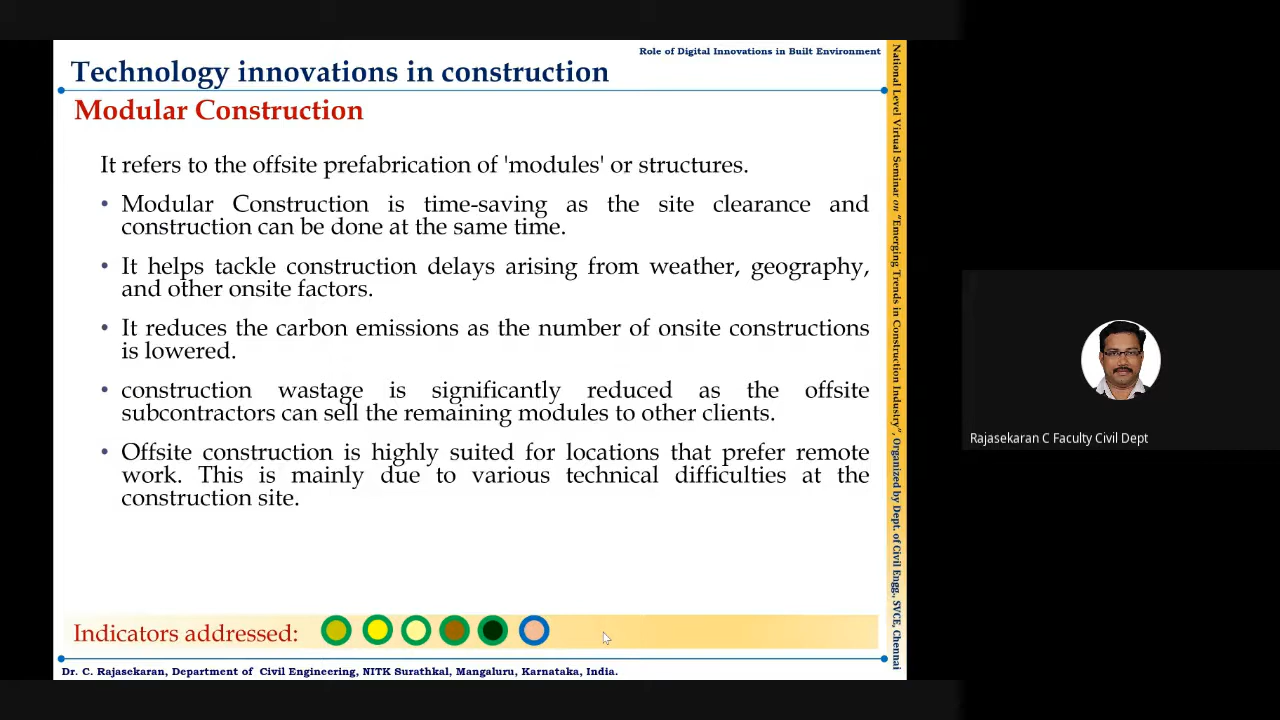 Role of Digital Innovations in Built Environment
Technology innovations in construction
Modular Construction
It refers to the offsite prefabrication of 'modules' or structures.
• Modular Construction is time-saving as the site clearance and
construction can be done at the same time.
• It helps tackle construction delays arising from weather, geography,
and other onsite factors.
• It reduces the carbon emissions as the number of onsite constructions
is lowered.
• construction wastage is significantly reduced as the offsite
subcontractors can sell the remaining modules to other clients.
• Offsite construction is highly suited for locations that prefer remote
work. This is mainly due to various technical difficulties at the
construction site.
Indicators addressed:
Dr. C. Rajasekaran, Department of Civil Engineering, NITK Surathkal, Mangaluru, Karnataka, India.
National Level Virtual Seminar on "Emerging Trends in Construction Industry", Organized by Dept. of Civil Engg., SVCE, Chennai
Rajasekaran C Faculty Civil Dept